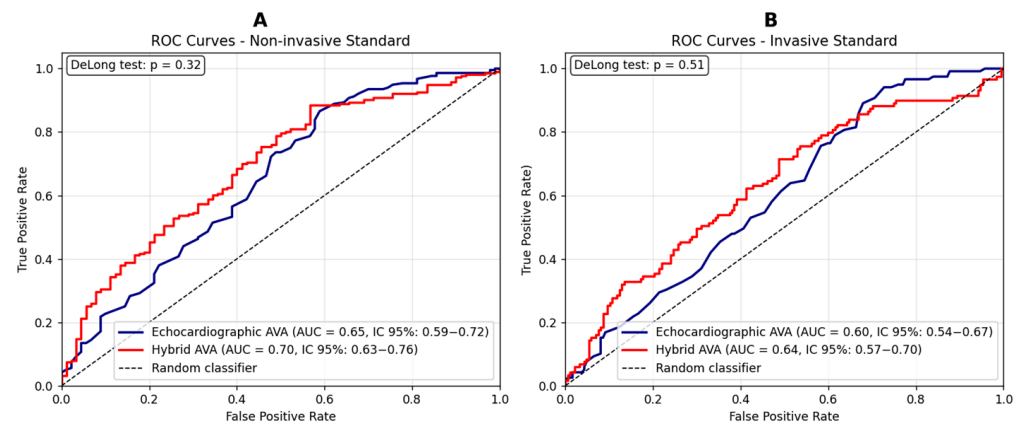 A
ROC Curves - Non-invasive Standard
DeLong test: p = 0.32
True Positive Rate
1.0
0.8
0.6
0.4
0.2
0.0
Echocardiographic AVA (AUC = 0.65, IC 95%: 0.59−0.72)
Hybrid AVA (AUC = 0.70, IC 95%: 0.63−0.76)
Random classifier
0.0 0.2 0.4 0.6 0.8 1.0
False Positive Rate
B
ROC Curves - Invasive Standard
DeLong test: p = 0.51
True Positive Rate)
1.0
0.8
0.6
0.4
0.2
0.0
Echocardiographic AVA (AUC = 0.60, IC 95%: 0.54−0.67)
Hybrid AVA (AUC = 0.64, IC 95%: 0.57−0.70)
Random classifier
0.0 0.2 0.4 0.6 0.8 1.0
False Positive Rate